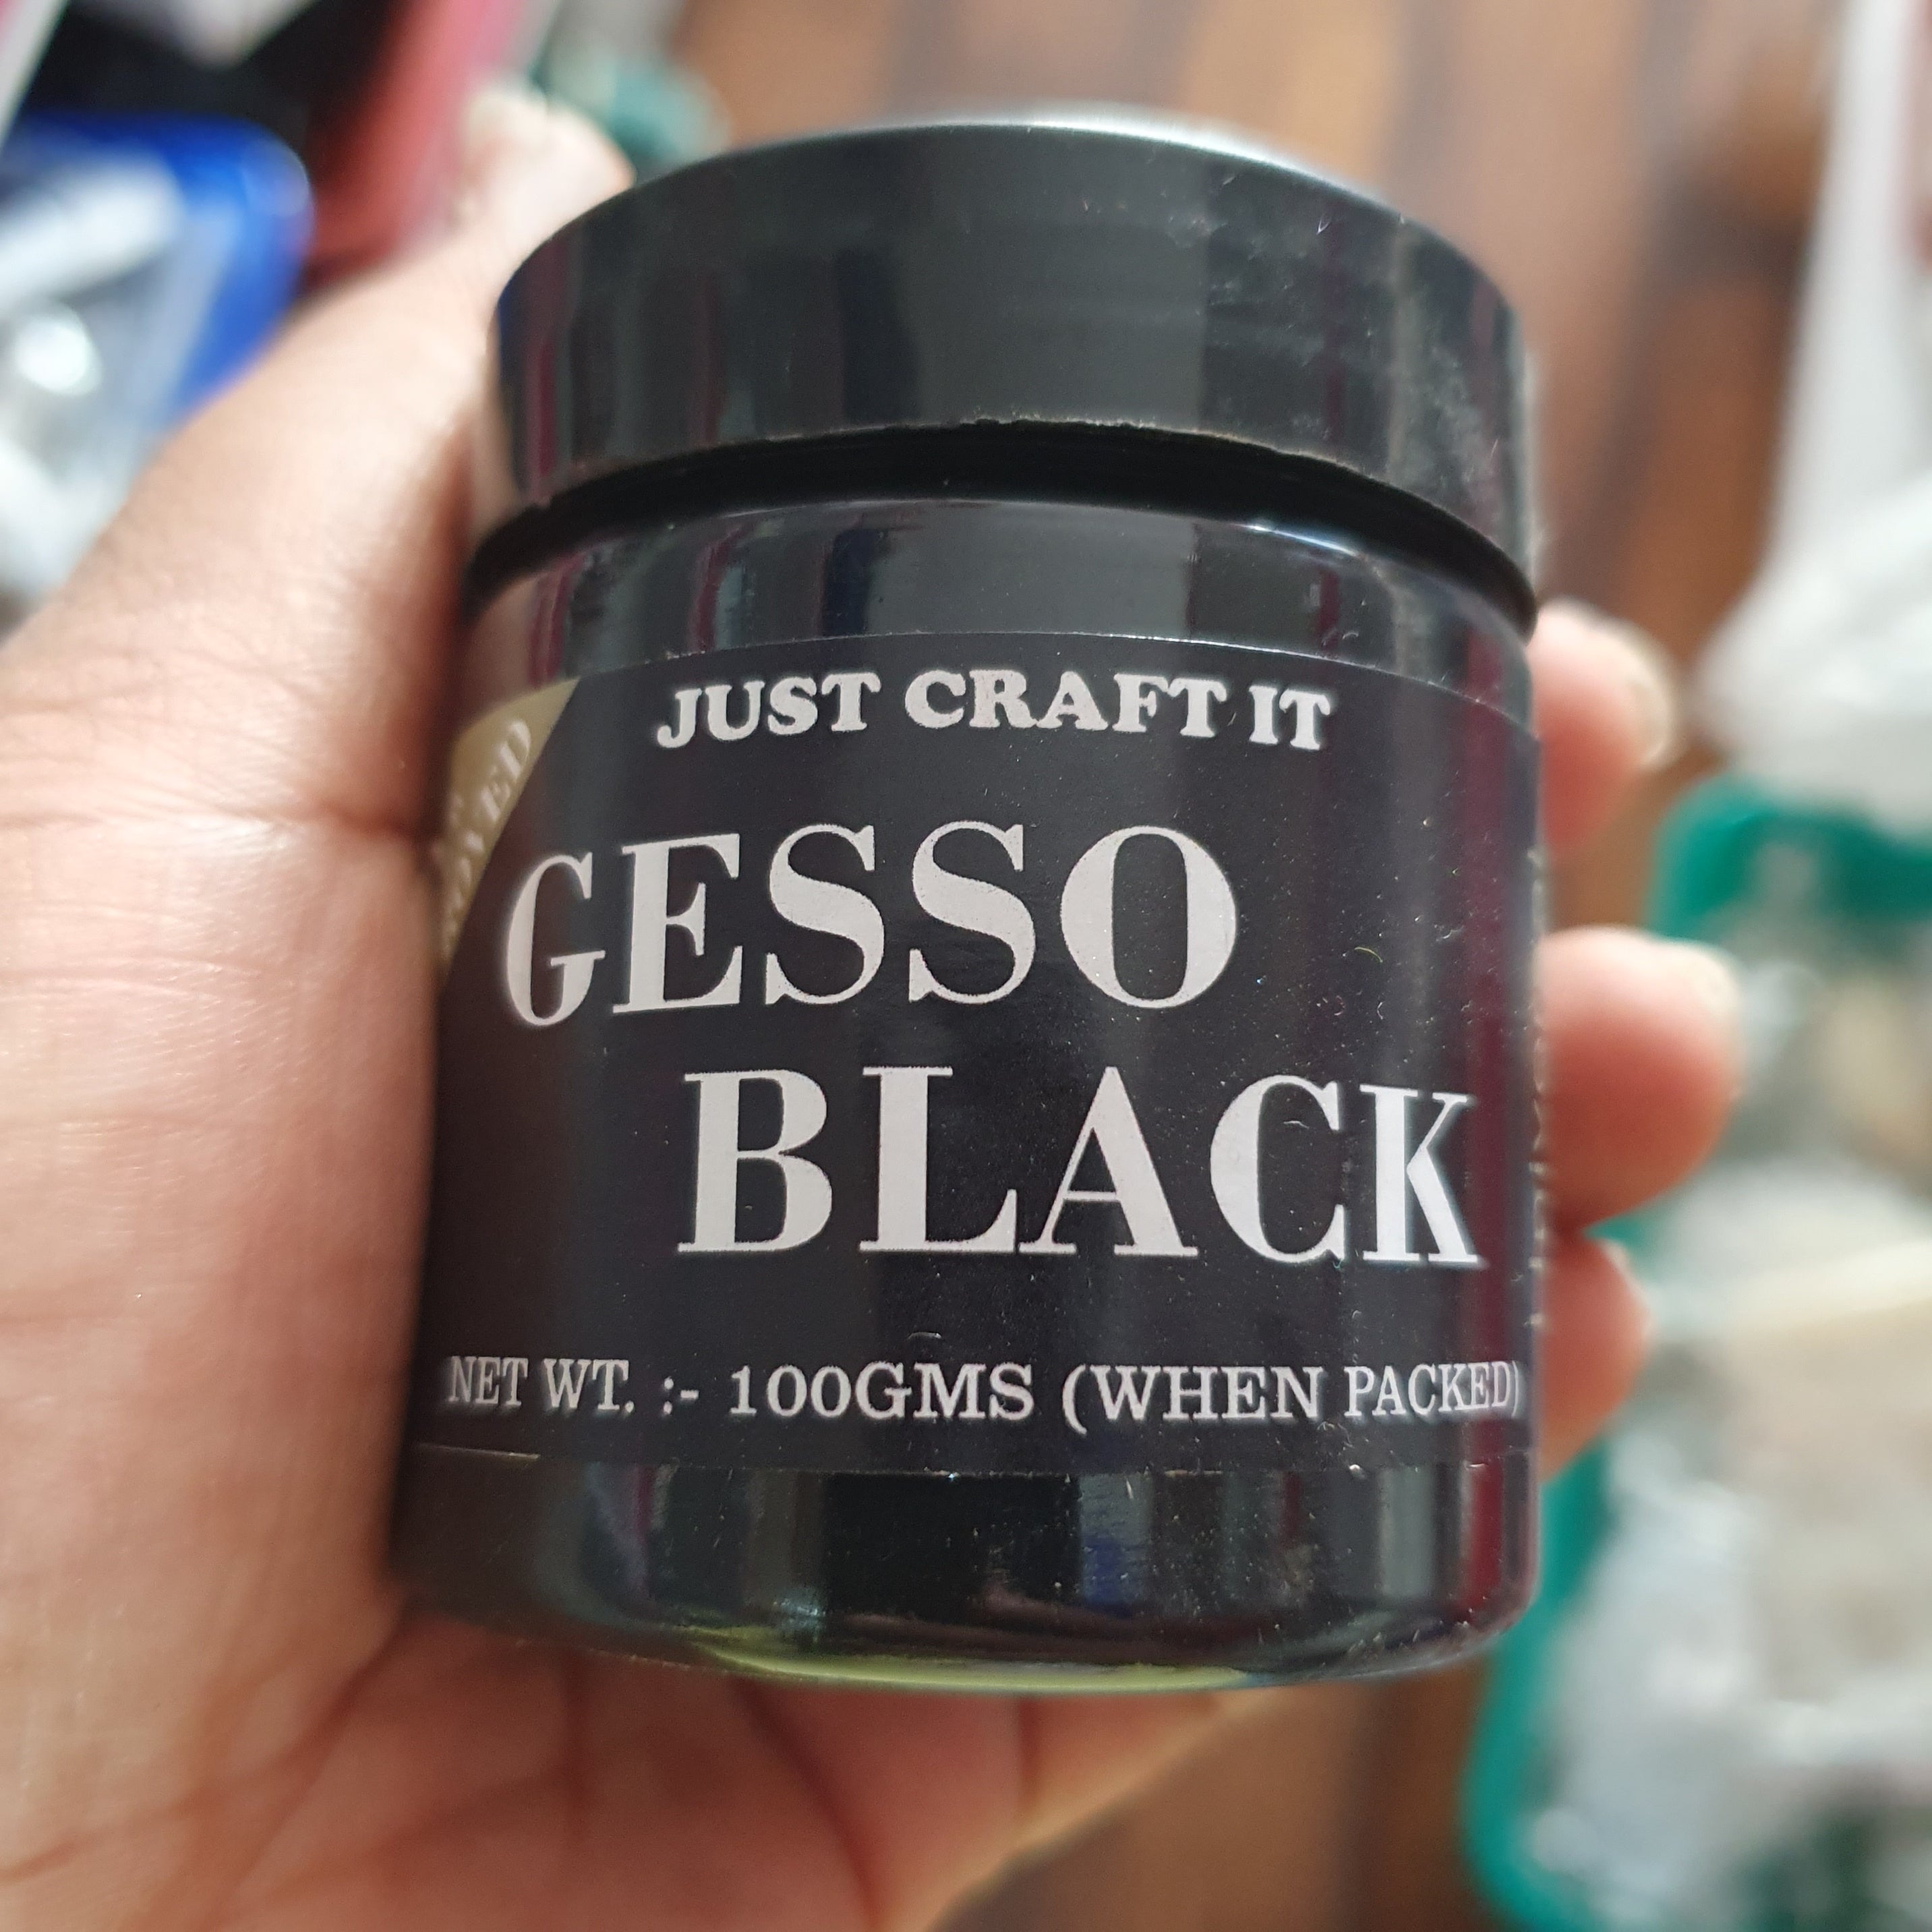 JUST CRAFT IT
GESSO
BLACK
NET WT. :- 100GMS (WHEN PACKED)